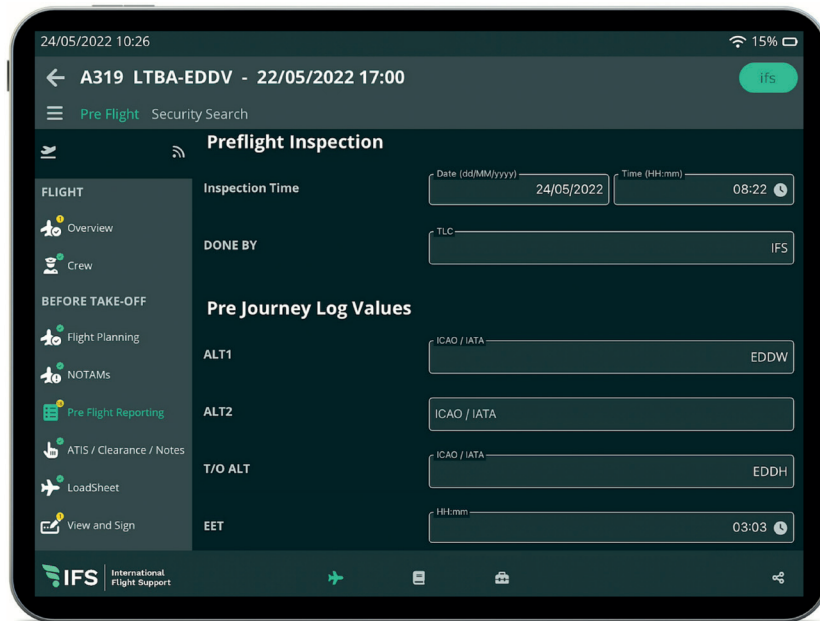 24/05/2022 10:26
15%
A319 LTBA-EDDV - 22/05/2022 17:00
ifs
Pre Flight Security Search
Preflight Inspection
FLIGHT
Overview
Crew
BEFORE TAKE-OFF
Flight Planning
NOTAMs
Pre Flight Reporting
ATIS / Clearance / Notes
LoadSheet
View and Sign
Inspection Time
Date (dd/MM/yyyy)
24/05/2022
Time (HH:mm)
08:22
DONE BY
TLC
IFS
Pre Journey Log Values
ALT1
ICAO / IATA
EDDW
ALT2
ICAO / IATA
T/O ALT
ICAO / IATA
EDDH
EET
HH:mm
03:03
IFS
International
Flight Support